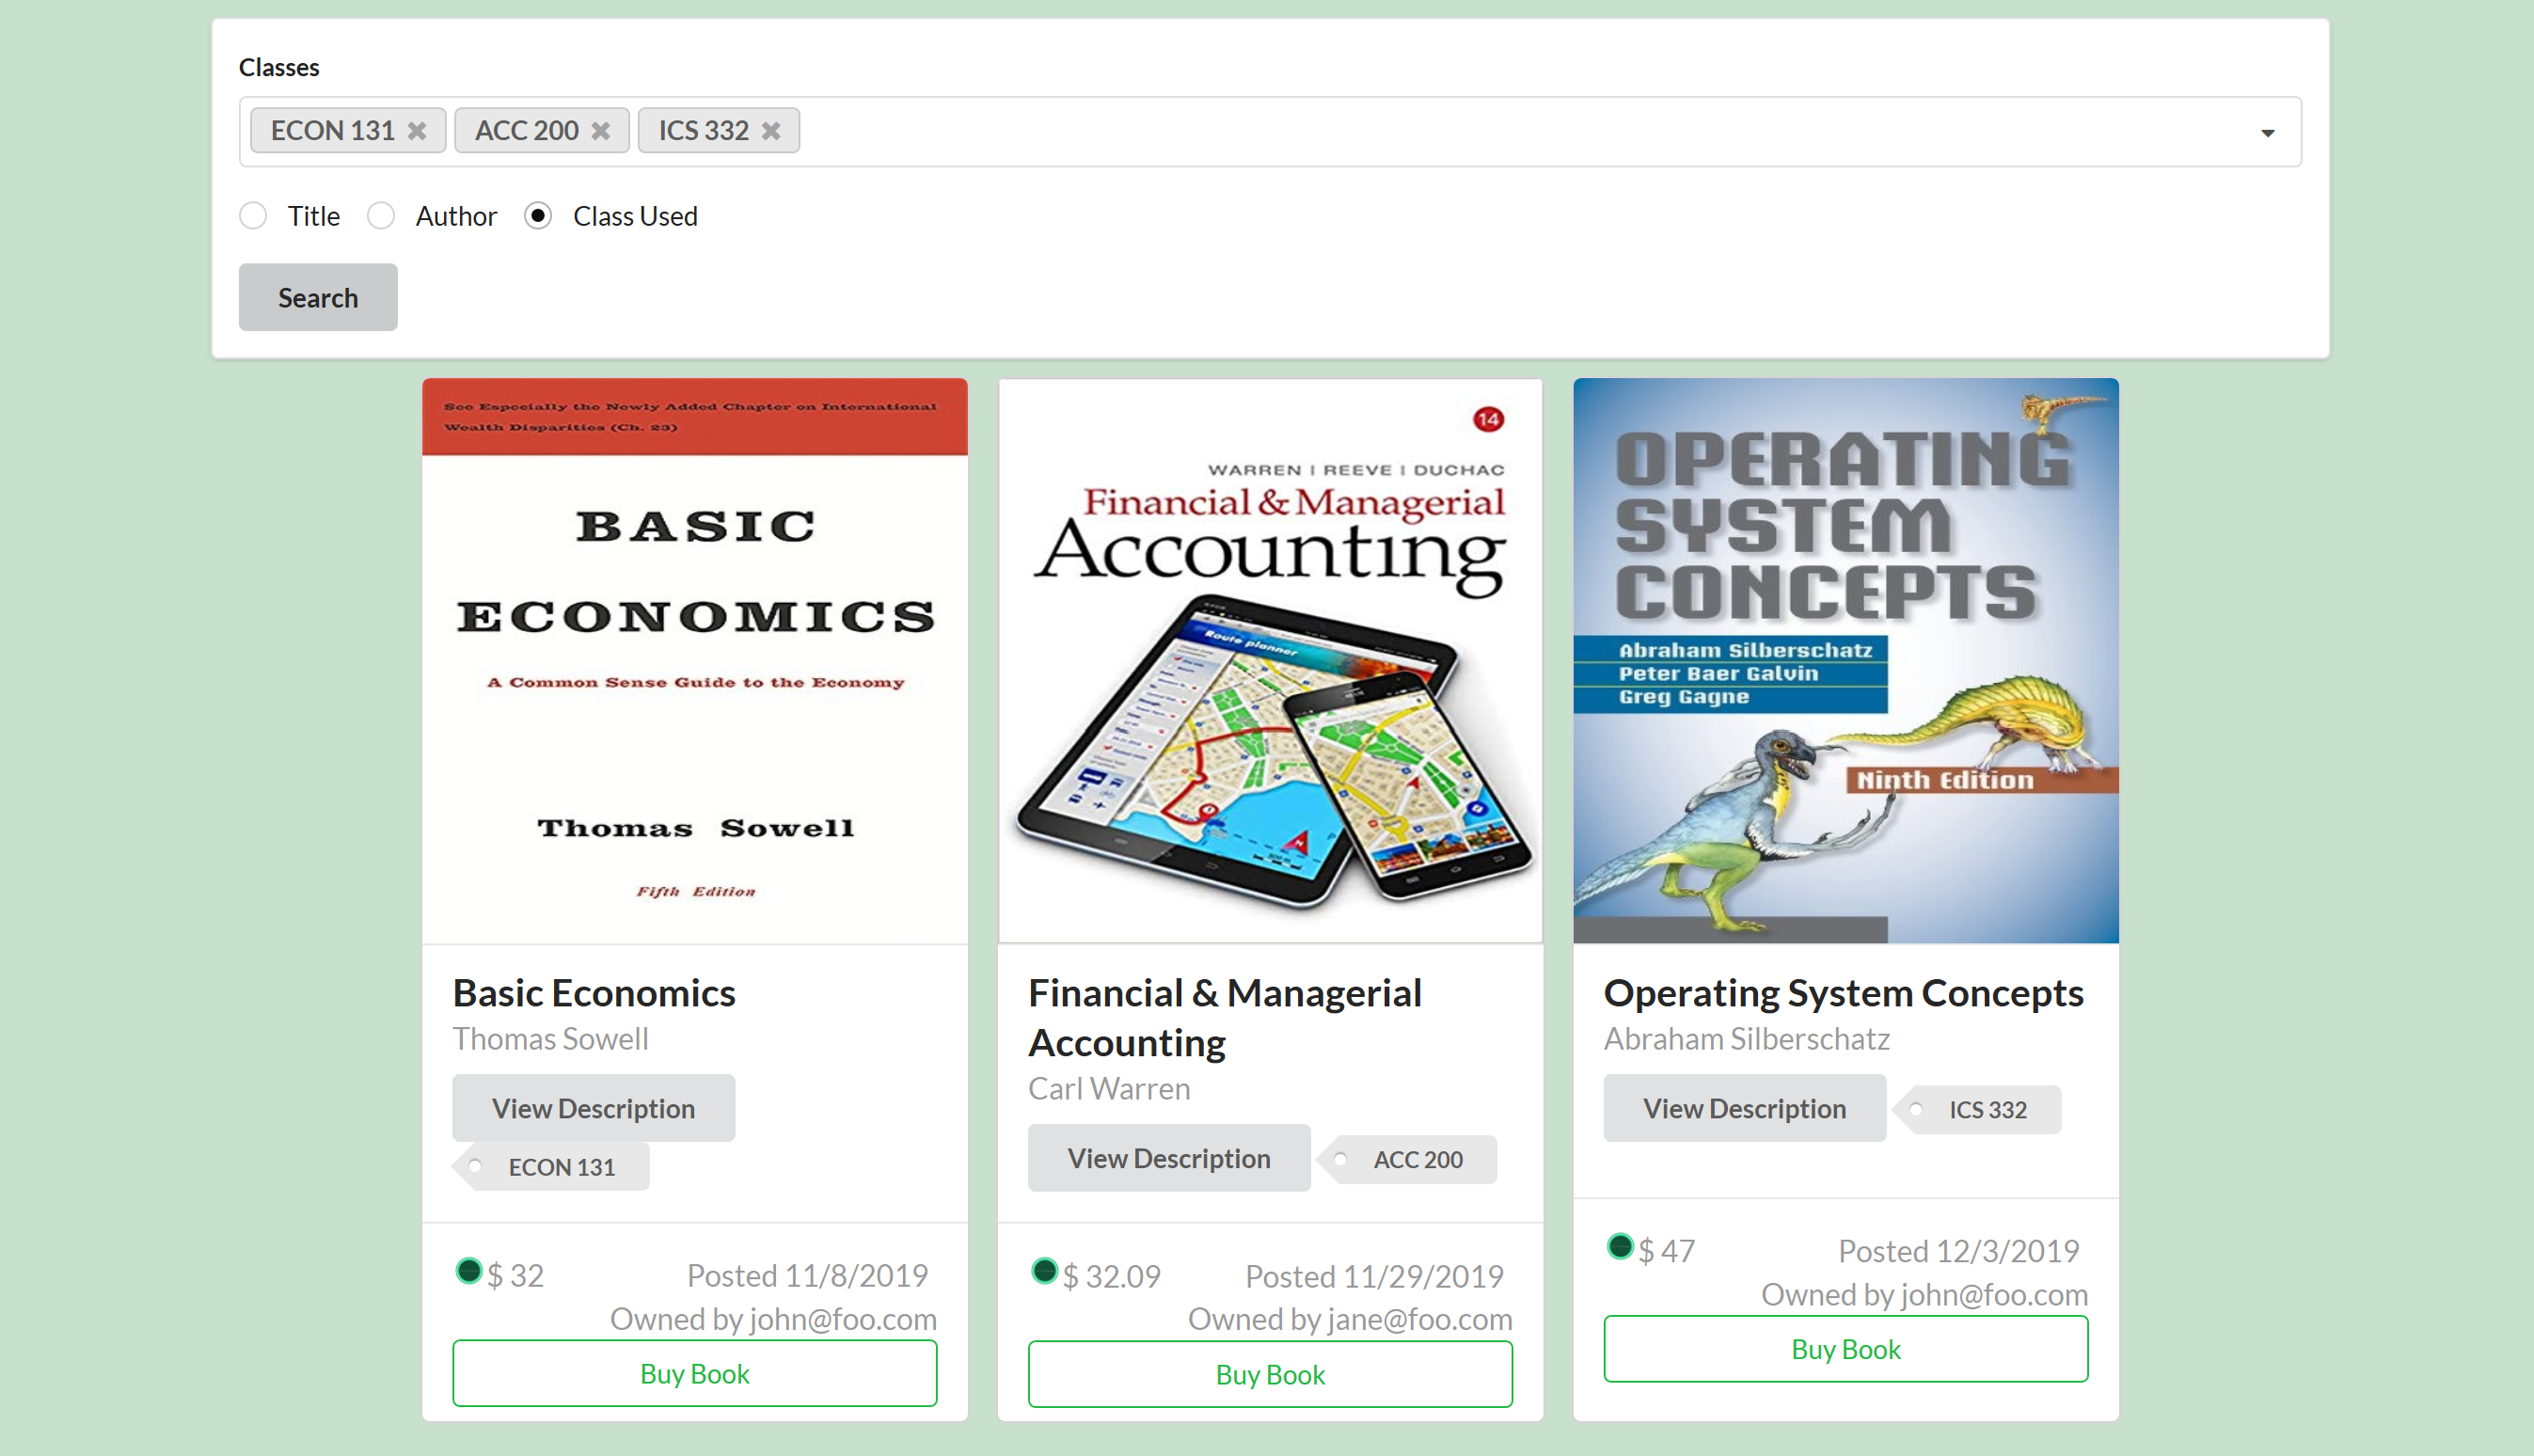 Classes
ECON 131
ACC 200
ICS 332
Title
Author
Class Used
Search
See Especially the Newly Added Chapter on International
Wealth Disparities (Ch. 23)
BASIC
ECONOMICS
A Common Sense Guide to the Economy
Thomas Sowell
Fifth Edition
Basic Economics
Thomas Sowell
View Description
ECON 131
$ 32
Posted 11/8/2019
Owned by john@foo.com
Buy Book
14
WARREN | REEVE | DUCHAC
Financial & Managerial
Accounting
Route planner
Financial & Managerial
Accounting
Carl Warren
View Description
ACC 200
$ 32.09
Posted 11/29/2019
Owned by jane@foo.com
Buy Book
OPERATING
SYSTEM
CONCEPTS
Abraham Silberschatz
Peter Baer Galvin
Greg Gagne
Ninth Edition
Operating System Concepts
Abraham Silberschatz
View Description
ICS 332
$ 47
Posted 12/3/2019
Owned by john@foo.com
Buy Book